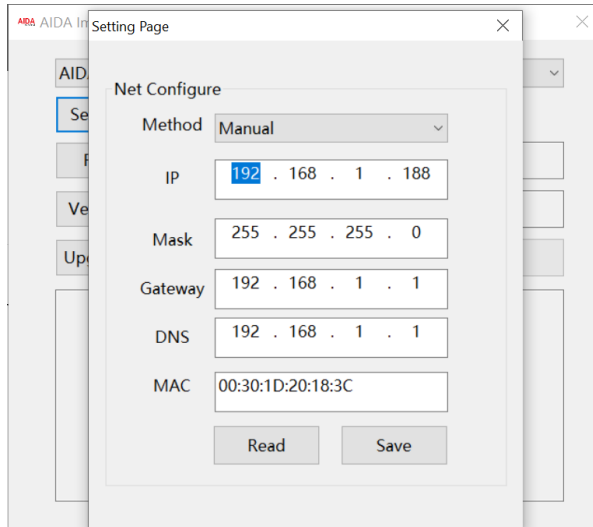 AIDA AIDA Im
Setting Page
AID
Se
F
Ve
Upg
Net Configure
Method Manual
IP 192 . 168 . 1 . 188
Mask 255 . 255 . 255 . 0
Gateway 192 . 168 . 1 . 1
DNS 192 . 168 . 1 . 1
MAC 00:30:1D:20:18:3C
Read Save